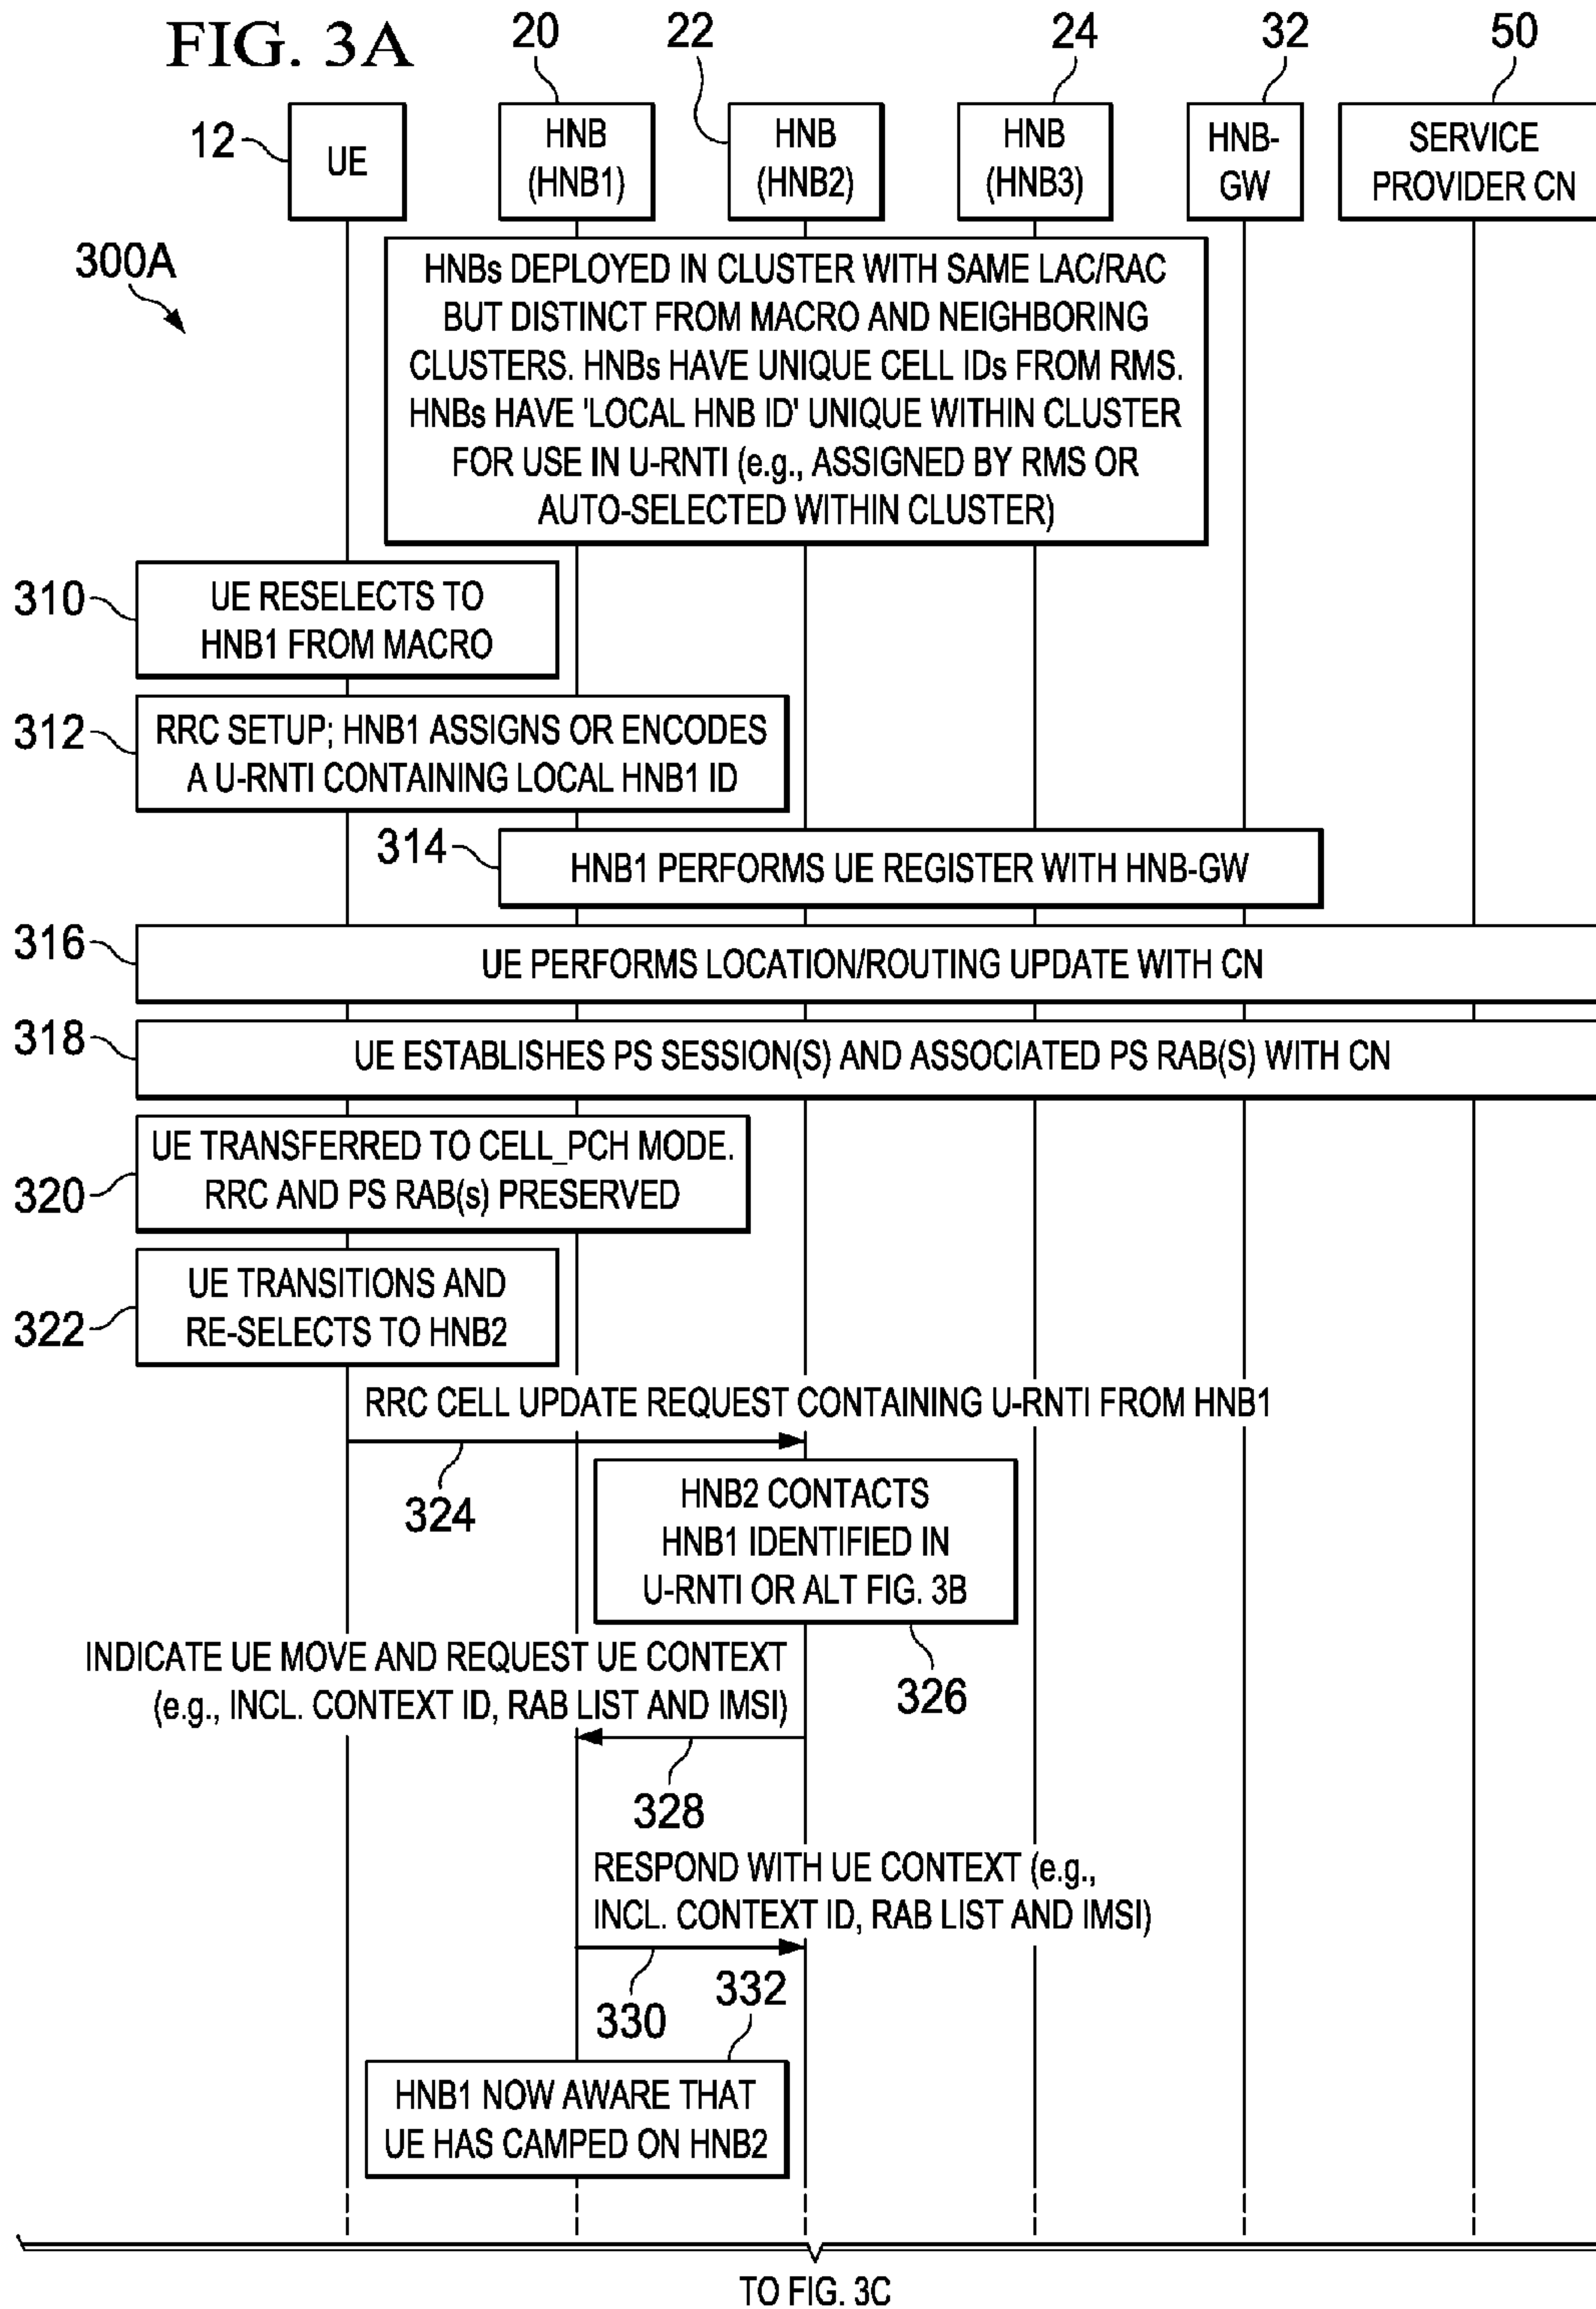 FIG. 3A
20
22
24
32
50
12
UE
HNB
(HNB1)
HNB
(HNB2)
HNB
(HNB3)
HNB-
GW
SERVICE
PROVIDER CN
300A
HNBs DEPLOYED IN CLUSTER WITH SAME LAC/RAC
BUT DISTINCT FROM MACRO AND NEIGHBORING
CLUSTERS. HNBs HAVE UNIQUE CELL IDs FROM RMS.
HNBs HAVE 'LOCAL HNB ID' UNIQUE WITHIN CLUSTER
FOR USE IN U-RNTI (e.g., ASSIGNED BY RMS OR
AUTO-SELECTED WITHIN CLUSTER)
310
UE RESELECTS TO
HNB1 FROM MACRO
312
RRC SETUP; HNB1 ASSIGNS OR ENCODES
A U-RNTI CONTAINING LOCAL HNB1 ID
314
HNB1 PERFORMS UE REGISTER WITH HNB-GW
316
UE PERFORMS LOCATION/ROUTING UPDATE WITH CN
318
UE ESTABLISHES PS SESSION(S) AND ASSOCIATED PS RAB(S) WITH CN
320
UE TRANSFERRED TO CELL_PCH MODE.
RRC AND PS RAB(s) PRESERVED
322
UE TRANSITIONS AND
RE-SELECTS TO HNB2
RRC CELL UPDATE REQUEST CONTAINING U-RNTI FROM HNB1
324
HNB2 CONTACTS
HNB1 IDENTIFIED IN
U-RNTI OR ALT FIG. 3B
326
INDICATE UE MOVE AND REQUEST UE CONTEXT
(e.g., INCL. CONTEXT ID, RAB LIST AND IMSI)
328
RESPOND WITH UE CONTEXT (e.g.,
INCL. CONTEXT ID, RAB LIST AND IMSI)
330
332
HNB1 NOW AWARE THAT
UE HAS CAMPED ON HNB2
TO FIG. 3C